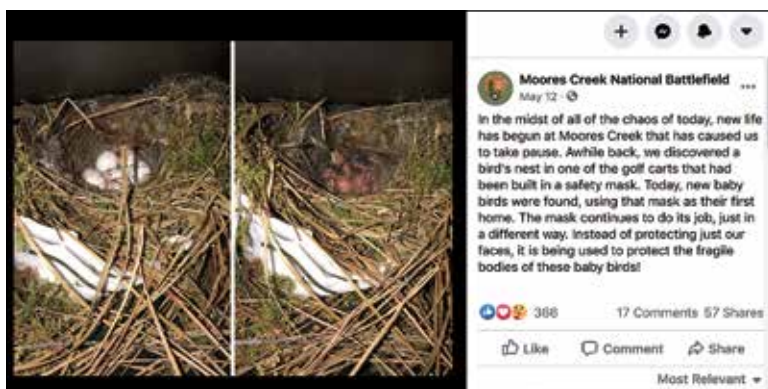 Moores Creek National Battlefield
May 12 ·
In the midst of all of the chaos of today, new life
has begun at Moores Creek that has caused us
to take pause. Awhile back, we discovered a
bird's nest in one of the golf carts that had
been built in a safety mask. Today, new baby
birds were found, using that mask as their first
home. The mask continues to do its job, just in
a different way. Instead of protecting just our
faces, it is being used to protect the fragile
bodies of these baby birds!
366 17 Comments 57 Shares
Like Comment Share
Most Relevant